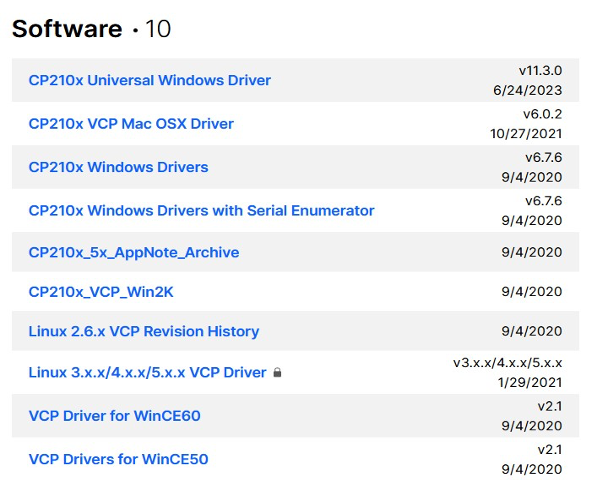 Software · 10
CP210x Universal Windows Driver
v11.3.0
6/24/2023
CP210x VCP Mac OSX Driver
v6.0.2
10/27/2021
CP210x Windows Drivers
v6.7.6
9/4/2020
CP210x Windows Drivers with Serial Enumerator
v6.7.6
9/4/2020
CP210x_5x_AppNote_Archive
9/4/2020
CP210x_VCP_Win2K
9/4/2020
Linux 2.6.x VCP Revision History
9/4/2020
Linux 3.x.x/4.x.x/5.x.x VCP Driver
v3.x.x/4.x.x/5.x.x
1/29/2021
VCP Driver for WinCE60
v2.1
9/4/2020
VCP Drivers for WinCE50
v2.1
9/4/2020